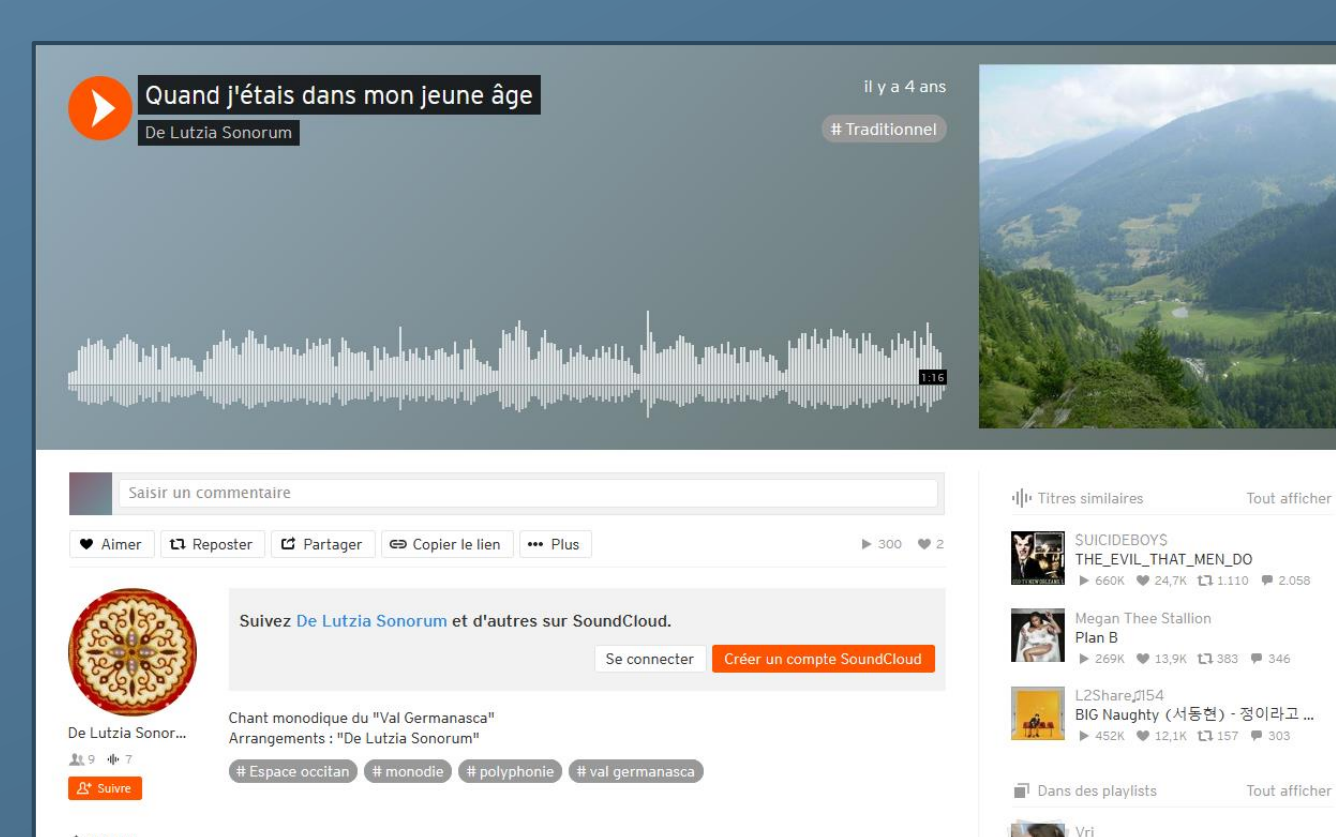 Quand j'étais dans mon jeune âge
De Lutzia Sonorum
il y a 4 ans
# Traditionnel
1:16
Saisir un commentaire
Aimer Reposter Partager Copier le lien Plus
300 2
Suivez De Lutzia Sonorum et d'autres sur SoundCloud.
Se connecter Créer un compte SoundCloud
De Lutzia Sonor...
9 7
Suivre
Chant monodique du "Val Germanasca"
Arrangements : "De Lutzia Sonorum"
# Espace occitan # monodie # polyphonie # val germanasca
Titres similaires Tout afficher
$UICIDEBOY$
THE_EVIL_THAT_MEN_DO
660K 24,7K 1.110 2.058
Megan Thee Stallion
Plan B
269K 13,9K 383 346
L2Share♫154
BIG Naughty (서동현) - 정이라고 ...
452K 12,1K 157 303
Dans des playlists Tout afficher
Vri